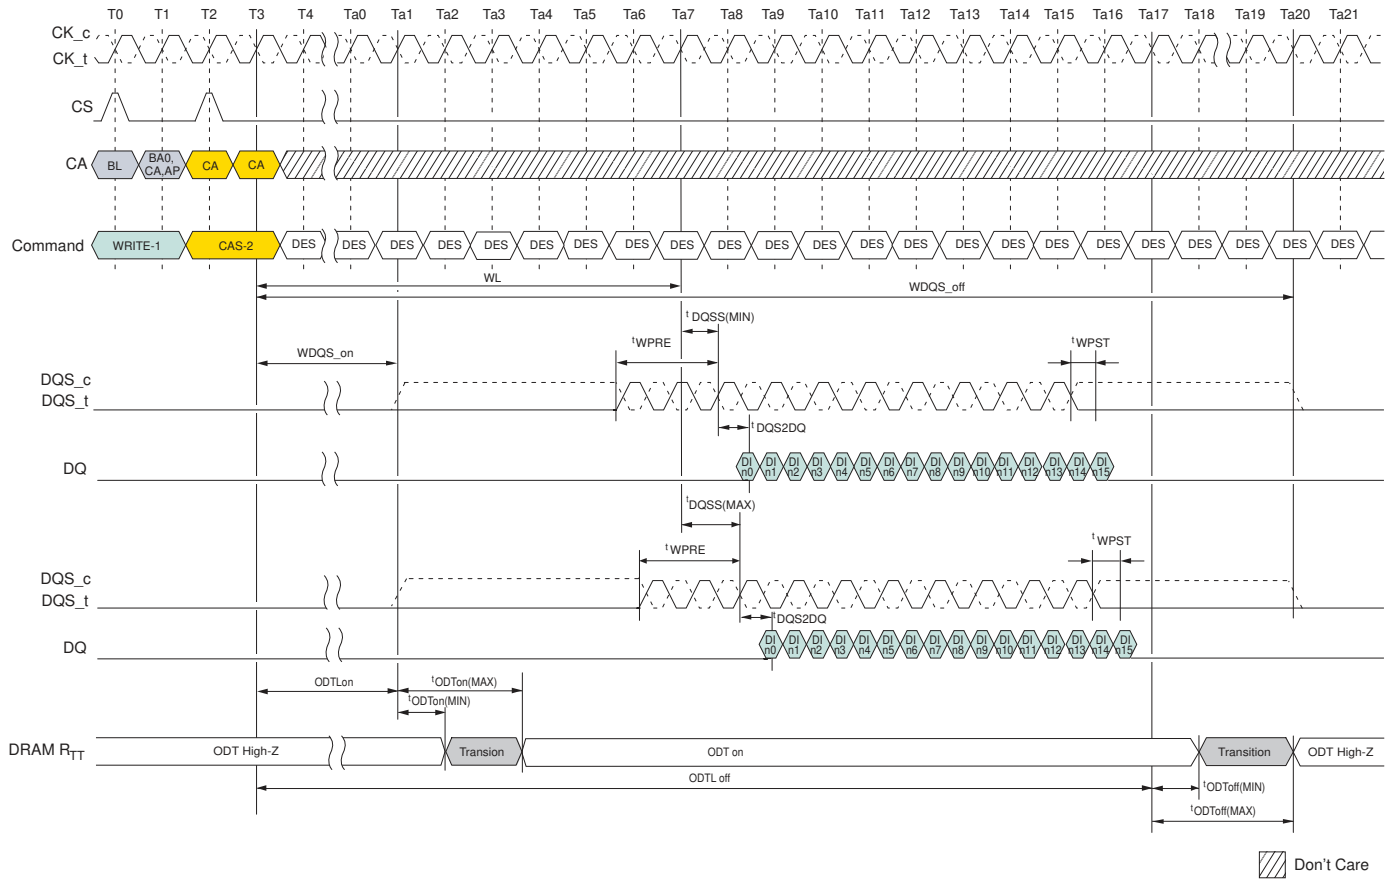 T0 T1 T2 T3 T4 Ta0 Ta1 Ta2 Ta3 Ta4 Ta5 Ta6 Ta7 Ta8 Ta9 Ta10 Ta11 Ta12 Ta13 Ta14 Ta15 Ta16 Ta17 Ta18 Ta19 Ta20 Ta21
CK_c
CK_t
CS
CA BL BA0, CA,AP CA CA
Command WRITE-1 CAS-2 DES DES DES DES DES DES DES DES DES DES DES DES DES DES DES DES DES DES DES DES DES DES DES
WL
WDQS_off
tDQSS(MIN)
WDQS_on tWPRE tWPST
DQS_c
DQS_t
tDQS2DQ
DQ DI n0 DI n1 DI n2 DI n3 DI n4 DI n5 DI n6 DI n7 DI n8 DI n9 DI n10 DI n11 DI n12 DI n13 DI n14 DI n15
tDQSS(MAX)
tWPRE tWPST
DQS_c
DQS_t
tDQS2DQ
DQ DI n0 DI n1 DI n2 DI n3 DI n4 DI n5 DI n6 DI n7 DI n8 DI n9 DI n10 DI n11 DI n12 DI n13 DI n14 DI n15
ODTLon tODTon(MAX)
tODTon(MIN)
DRAM RTT ODT High-Z Transion ODT on Transition ODT High-Z
ODTL off tODToff(MIN)
tODToff(MAX)
Don't Care